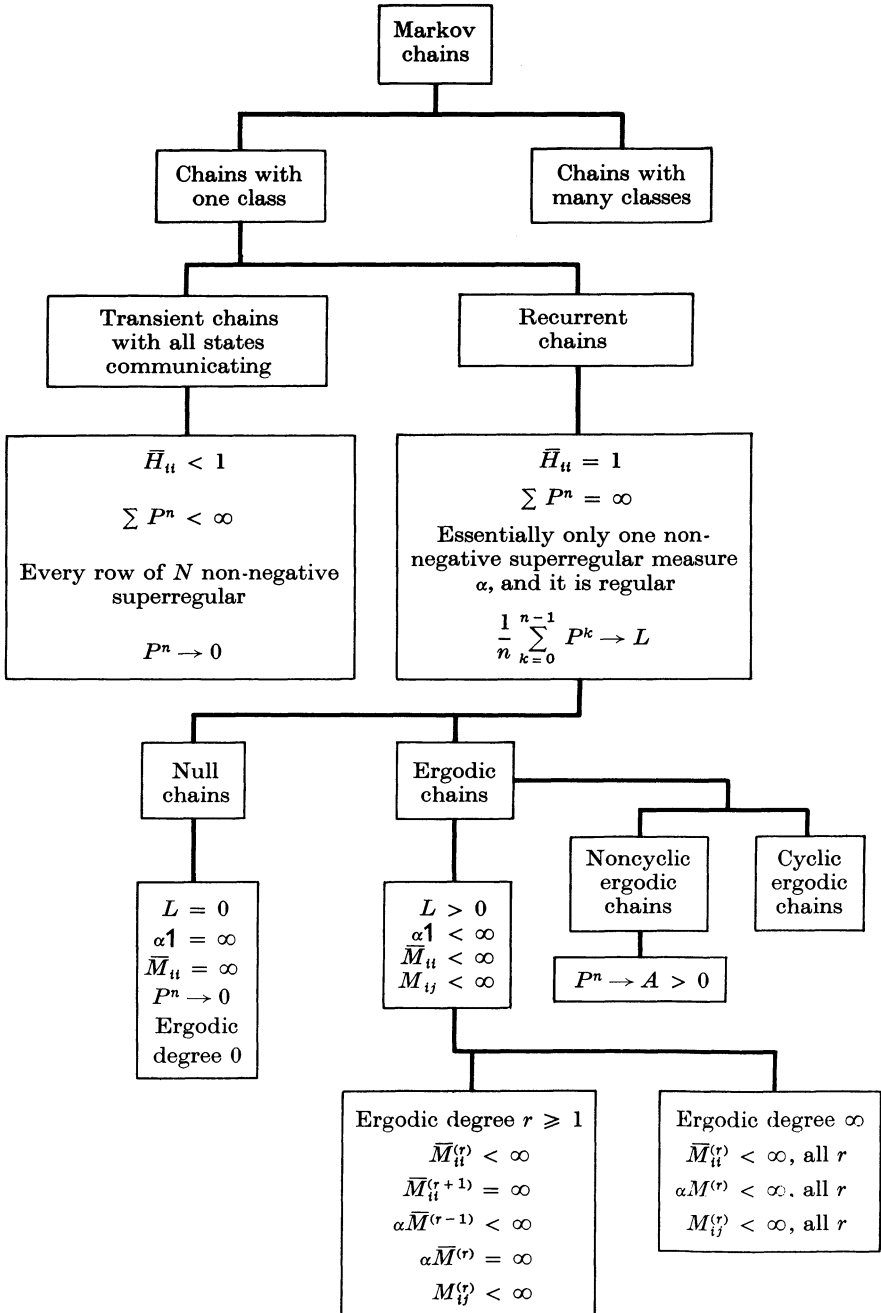 Markov
chains
Chains with
one class
Chains with
many classes
Transient chains
with all states
communicating
Recurrent
chains
H̅ᵢᵢ < 1
∑ Pⁿ < ∞
Every row of N non-negative
superregular
Pⁿ → 0
H̅ᵢᵢ = 1
∑ Pⁿ = ∞
Essentially only one non-
negative superregular measure
α, and it is regular
1/n ∑_{k=0}^{n−1} Pᵏ → L
Null
chains
Ergodic
chains
Noncyclic
ergodic
chains
Cyclic
ergodic
chains
L = 0
α1 = ∞
M̅ᵢᵢ = ∞
Pⁿ → 0
Ergodic
degree 0
L > 0
α1 < ∞
M̅ᵢᵢ < ∞
Mᵢⱼ < ∞
Pⁿ → A > 0
Ergodic degree r ⩾ 1
M̅ᵢᵢ⁽ʳ⁾ < ∞
M̅ᵢᵢ⁽ʳ⁺¹⁾ = ∞
αM̅⁽ʳ⁻¹⁾ < ∞
αM̅⁽ʳ⁾ = ∞
Mᵢⱼ⁽ʳ⁾ < ∞
Ergodic degree ∞
M̅ᵢᵢ⁽ʳ⁾ < ∞, all r
αM⁽ʳ⁾ < ∞, all r
Mᵢⱼ⁽ʳ⁾ < ∞, all r